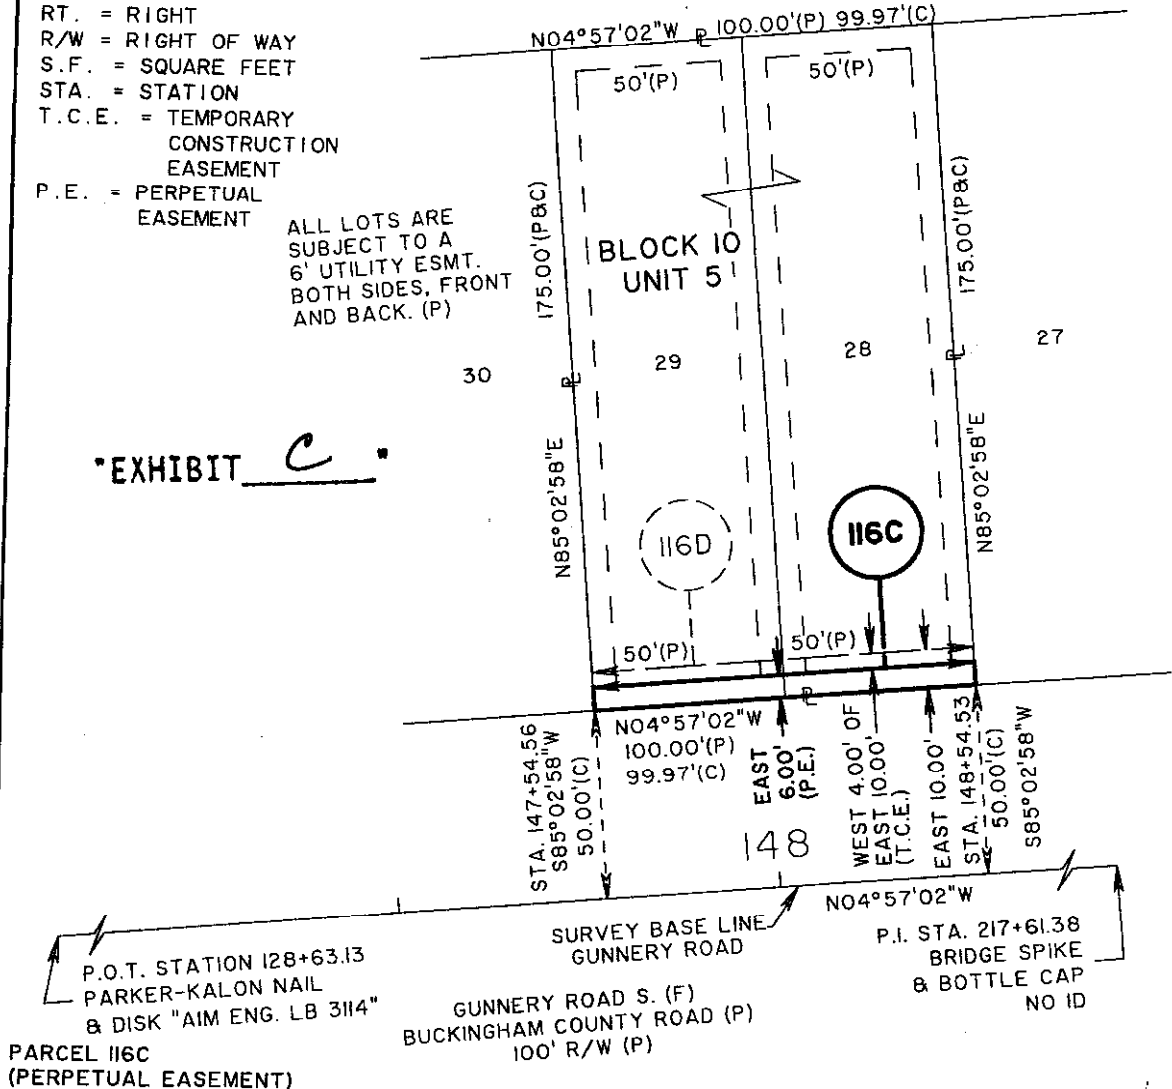 RT. = RIGHT
R/W = RIGHT OF WAY
S.F. = SQUARE FEET
STA. = STATION
T.C.E. = TEMPORARY
CONSTRUCTION
EASEMENT
P.E. = PERPETUAL
EASEMENT
ALL LOTS ARE
SUBJECT TO A
6' UTILITY ESMT.
BOTH SIDES, FRONT
AND BACK. (P)
"EXHIBIT C "
N04°57'02"W PL 100.00'(P) 99.97'(C)
50'(P)
50'(P)
175.00'(P&C)
BLOCK 10
UNIT 5
175.00'(P&C)
30
PL
29
28
PL
27
N85°02'58"E
116D
116C
N85°02'58"E
50'(P)
50'(P)
PL
N04°57'02"W
100.00'(P)
99.97'(C)
STA. 147+54.56
S85°02'58"W
50.00'(C)
EAST
6.00'
(P.E.)
WEST 4.00' OF
EAST 10.00'
(T.C.E.)
EAST 10.00'
STA. 148+54.53
50.00'(C)
S85°02'58"W
148
N04°57'02"W
SURVEY BASE LINE
GUNNERY ROAD
P.O.T. STATION 128+63.13
PARKER-KALON NAIL
& DISK "AIM ENG. LB 3114"
P.I. STA. 217+61.38
BRIDGE SPIKE
& BOTTLE CAP
NO ID
GUNNERY ROAD S. (F)
BUCKINGHAM COUNTY ROAD (P)
100' R/W (P)
PARCEL 116C
(PERPETUAL EASEMENT)